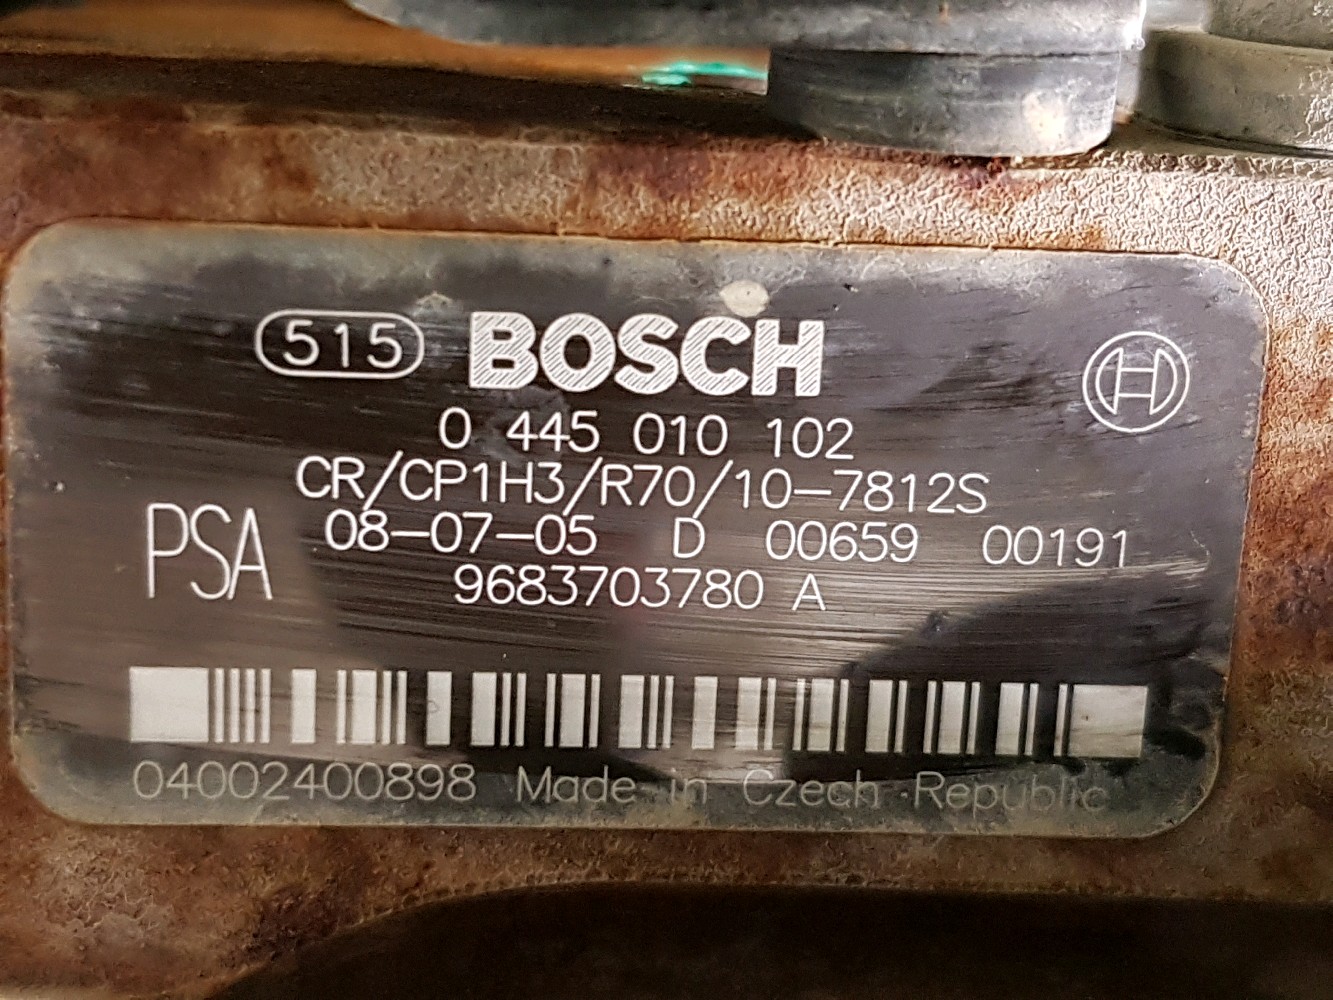 515 BOSCH
0 445 010 102
CR/CP1H3/R70/10-7812S
PSA 08-07-05 D 00659 00191
9683703780 A
04002400898 Made in Czech Republic